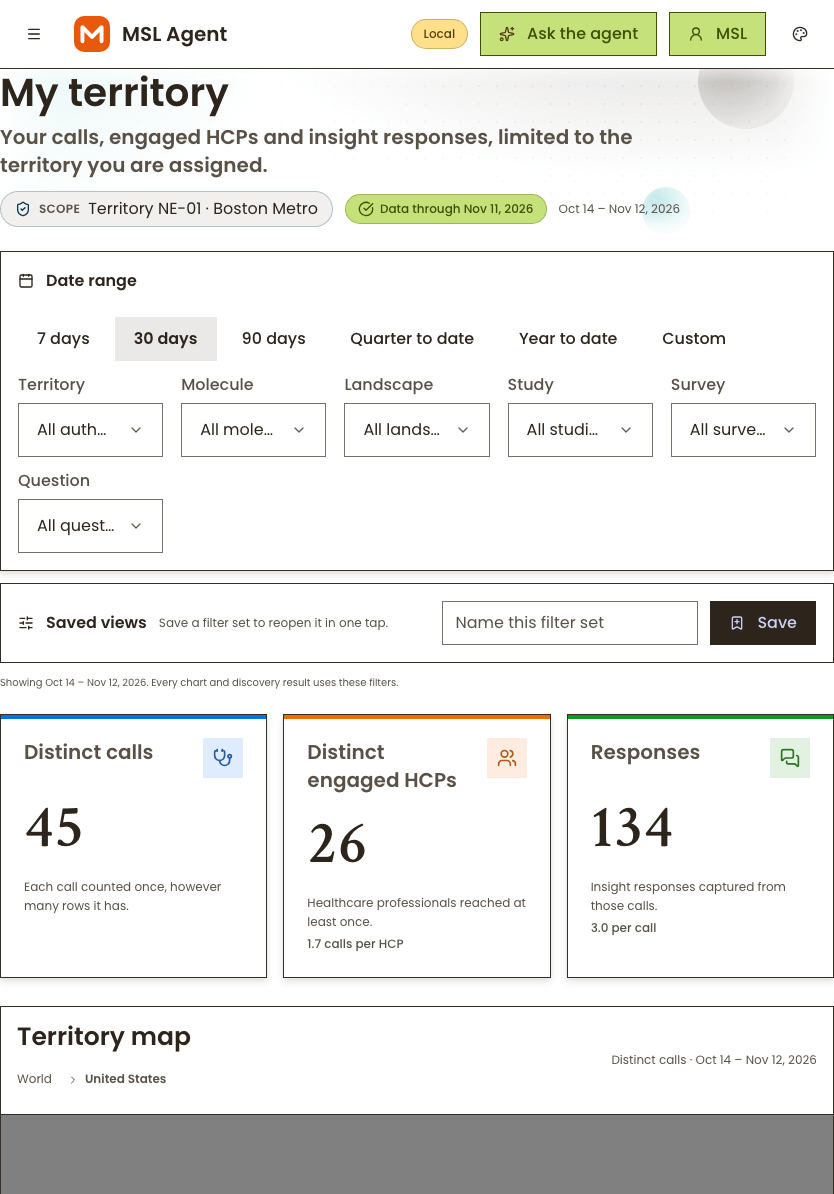 MSL Agent
Local
Ask the agent
MSL
My territory
Your calls, engaged HCPs and insight responses, limited to the
territory you are assigned.
SCOPE Territory NE-01 · Boston Metro
Data through Nov 11, 2026
Oct 14 – Nov 12, 2026
Date range
7 days
30 days
90 days
Quarter to date
Year to date
Custom
Territory
Molecule
Landscape
Study
Survey
All auth...
All mole...
All lands...
All studi...
All surve...
Question
All quest...
Saved views
Save a filter set to reopen it in one tap.
Name this filter set
Save
Showing Oct 14 – Nov 12, 2026. Every chart and discovery result uses these filters.
Distinct calls
45
Each call counted once, however
many rows it has.
Distinct
engaged HCPs
26
Healthcare professionals reached at
least once.
1.7 calls per HCP
Responses
134
Insight responses captured from
those calls.
3.0 per call
Territory map
World
United States
Distinct calls · Oct 14 – Nov 12, 2026